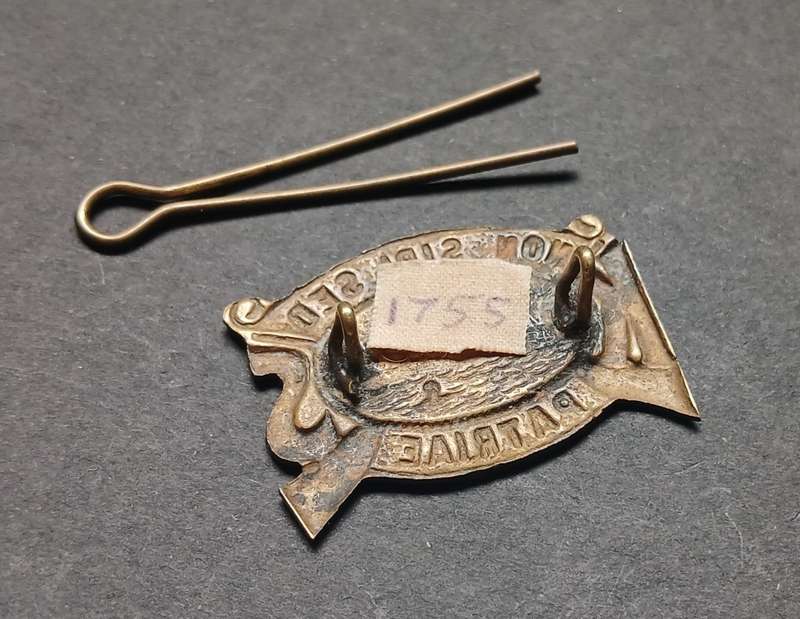 NON SIBI SED
1755
PATRIAE